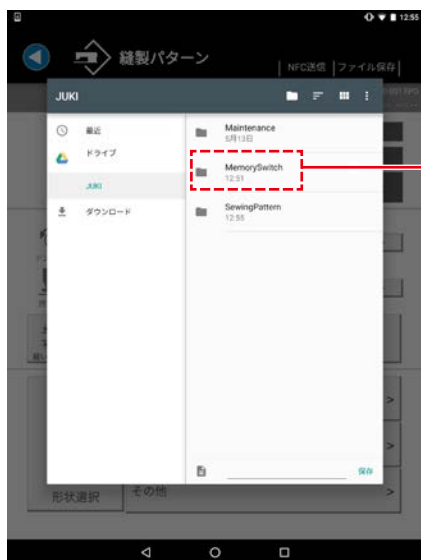 12:55
縫製パターン
NFC送信
ファイル保存
JUKI
最近
ドライブ
JUKI
ダウンロード
Maintenance
5月13日
MemorySwitch
12:51
SewingPattern
12:55
保存
形状選択
その他
>
>
>